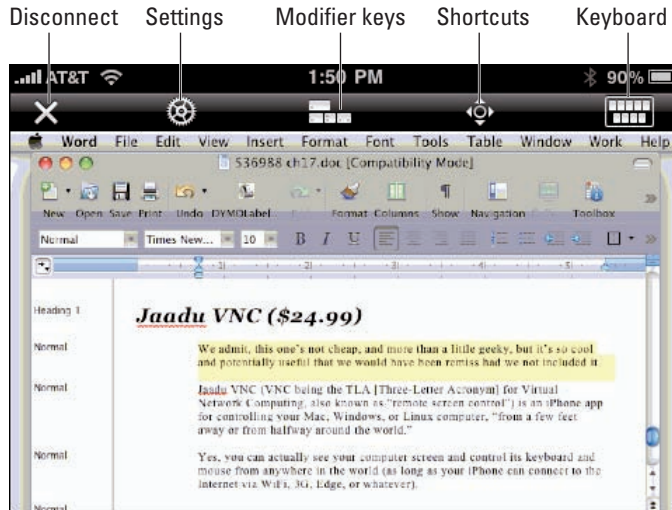 Disconnect Settings Modifier keys Shortcuts Keyboard
AT&T 1:50 PM 90%
Word File Edit View Insert Format Font Tools Table Window Work Help
536988 ch17.doc [Compatibility Mode]
New Open Save Print Undo DYMOLabel Format Columns Show Navigation Toolbox
Normal Times New... 10 B I U
Heading 1 Jaadu VNC ($24.99)
Normal We admit, this one's not cheap, and more than a little geeky, but it's so cool
and potentially useful that we would have been remiss had we not included it
Normal Jaadu VNC (VNC being the TLA [Three-Letter Acronym] for Virtual
Network Computing, also known as "remote screen control") is an iPhone app
for controlling your Mac, Windows, or Linux computer, "from a few feet
away or from halfway around the world."
Normal Yes, you can actually see your computer screen and control its keyboard and
mouse from anywhere in the world (as long as your iPhone can connect to the
Internet via WiFi, 3G, Edge, or whatever).
Normal